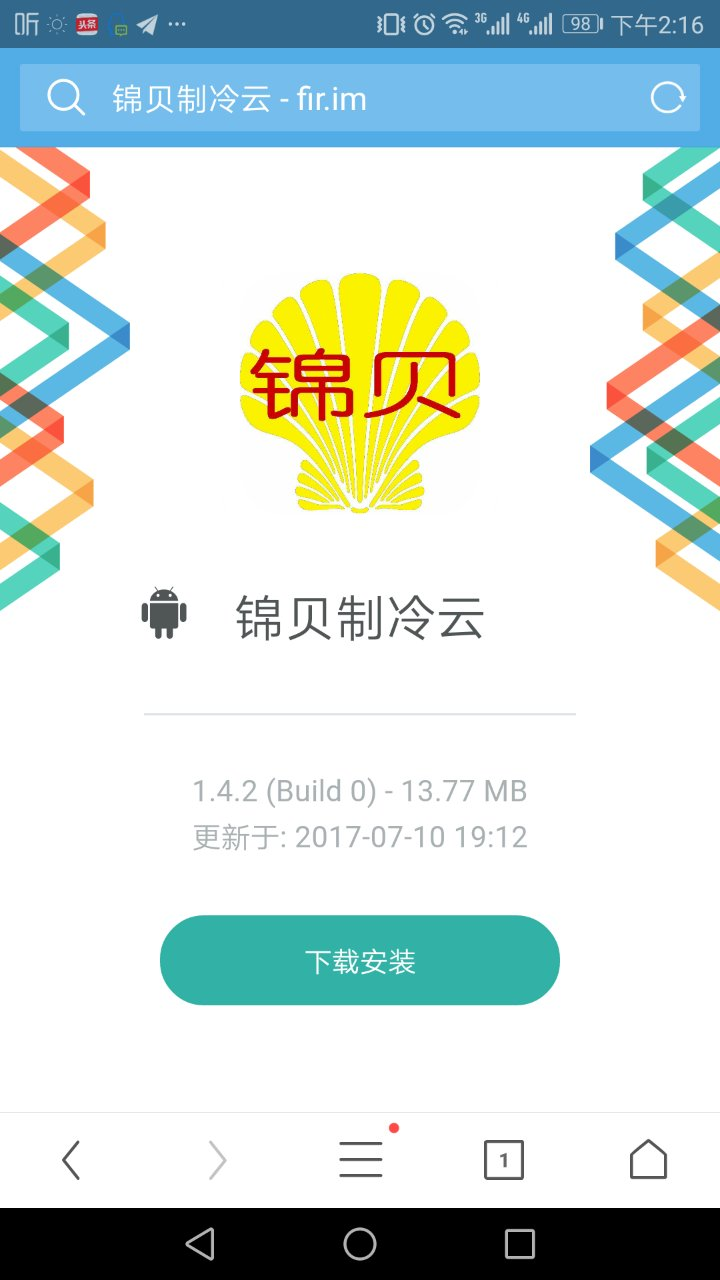 听 头条 3G 4G 98 下午2:16
锦贝制冷云 - fir.im
锦贝
锦贝制冷云
1.4.2 (Build 0) - 13.77 MB
更新于: 2017-07-10 19:12
下载安装
1